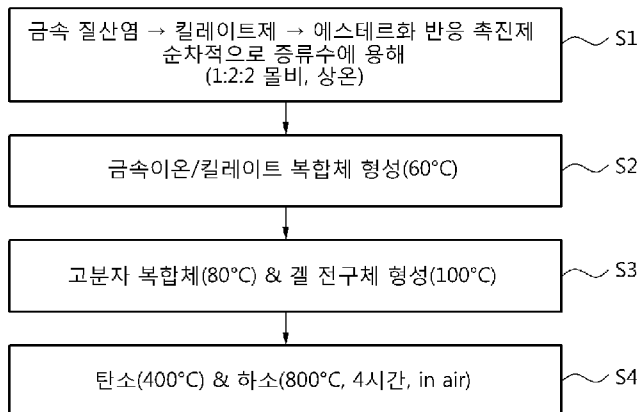 금속 질산염 → 킬레이트제 → 에스테르화 반응 촉진제
순차적으로 증류수에 용해
(1:2:2 몰비, 상온)
S1
금속이온/킬레이트 복합체 형성(60°C)
S2
고분자 복합체(80°C) & 겔 전구체 형성(100°C)
S3
탄소(400°C) & 하소(800°C, 4시간, in air)
S4